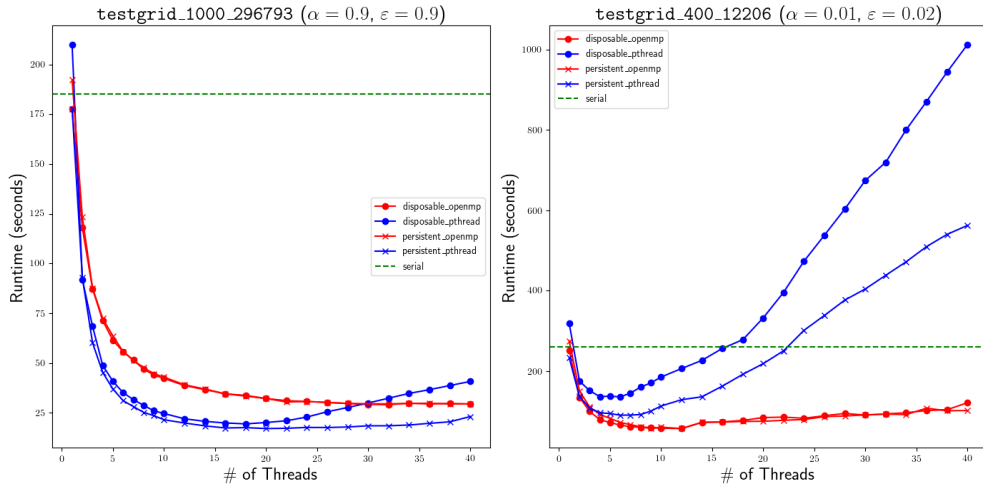 testgrid_1000_296793 (α = 0.9, ε = 0.9)
Runtime (seconds)
200
175
150
125
100
75
50
25
0
5
10
15
20
25
30
35
40
# of Threads
disposable_openmp
disposable_pthread
persistent_openmp
persistent_pthread
serial
testgrid_400_12206 (α = 0.01, ε = 0.02)
Runtime (seconds)
1000
800
600
400
200
0
5
10
15
20
25
30
35
40
# of Threads
disposable_openmp
disposable_pthread
persistent_openmp
persistent_pthread
serial